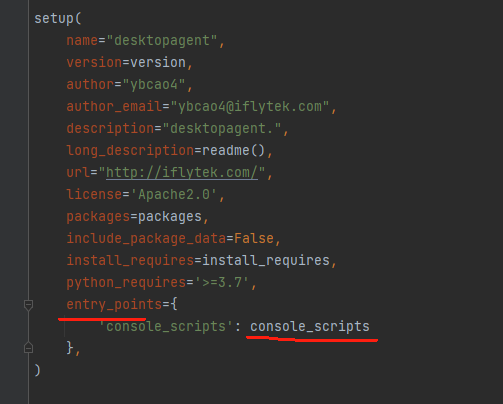 setup(
name="desktopagent",
version=version,
author="ybcao4",
author_email="ybcao4@iflytek.com",
description="desktopagent.",
long_description=readme(),
url="http://iflytek.com/",
license='Apache2.0',
packages=packages,
include_package_data=False,
install_requires=install_requires,
python_requires='>=3.7',
entry_points={
'console_scripts': console_scripts
},
)